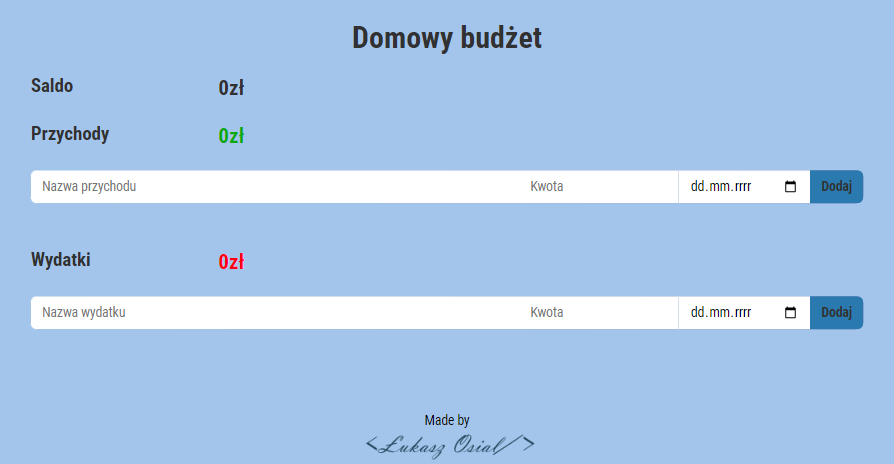 Domowy budżet
Saldo 0zł
Przychody 0zł
Nazwa przychodu Kwota dd.mm.rrrr Dodaj
Wydatki 0zł
Nazwa wydatku Kwota dd.mm.rrrr Dodaj
Made by
<Łukasz Osial/>